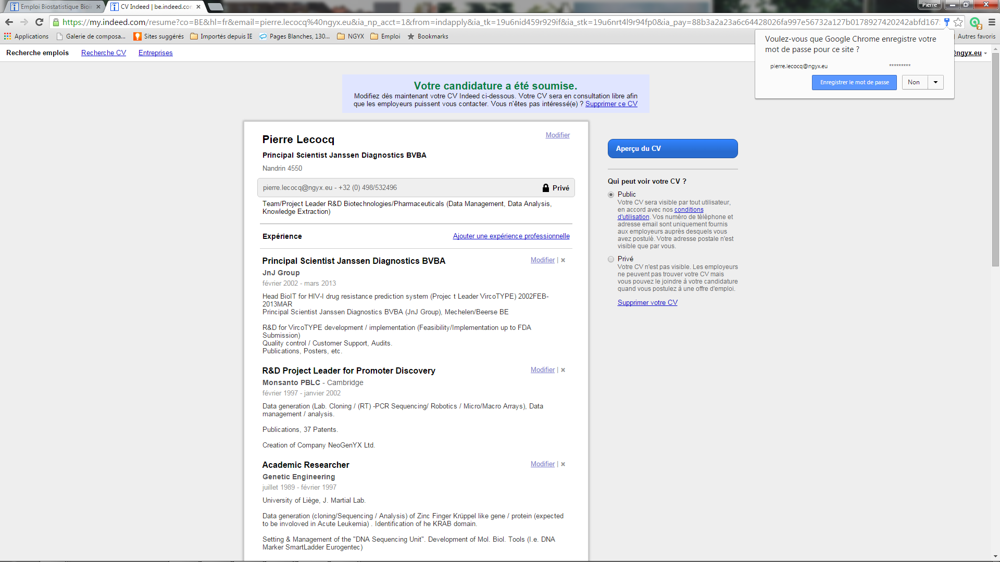 Emploi Biostatistique Bioi
CV Indeed | be.indeed.con
Pierre
https://my.indeed.com/resume?co=BE&hl=fr&email=pierre.lecocq%40ngyx.eu&ia_np_acct=1&from=indapply&ia_tk=19u6nid459r929if&ia_stk=19u6nrt4l9r94fp0&ia_pay=88b3a2a23a6c64428026fa997e56732a127b0178927420242abfd1675
2
Applications
Galerie de composa...
Sites suggérés
Importés depuis IE
Pages Blanches, 130...
NGYX
Emploi
Bookmarks
Autres favoris
Voulez-vous que Google Chrome enregistre votre
mot de passe pour ce site ?
pierre.lecocq@ngyx.eu *********
Enregistrer le mot de passe
Non
Recherche emplois Recherche CV Entreprises
@ngyx.eu
Votre candidature a été soumise.
Modifiez dès maintenant votre CV Indeed ci-dessous. Votre CV sera en consultation libre afin
que les employeurs puissent vous contacter. Vous n'êtes pas intéressé(e) ? Supprimer ce CV
Pierre Lecocq
Modifier
Principal Scientist Janssen Diagnostics BVBA
Nandrin 4550
pierre.lecocq@ngyx.eu - +32 (0) 498/532496
Privé
Team/Project Leader R&D Biotechnologies/Pharmaceuticals (Data Management, Data Analysis,
Knowledge Extraction)
Expérience
Ajouter une expérience professionnelle
Principal Scientist Janssen Diagnostics BVBA
Modifier | ×
JnJ Group
février 2002 - mars 2013
Head BioIT for HIV-I drug resistance prediction system (Projec t Leader VircoTYPE) 2002FEB-
2013MAR
Principal Scientist Janssen Diagnostics BVBA (JnJ Group), Mechelen/Beerse BE
R&D for VircoTYPE development / implementation (Feasibility/Implementation up to FDA
Submission)
Quality control / Customer Support, Audits.
Publications, Posters, etc.
R&D Project Leader for Promoter Discovery
Modifier | ×
Monsanto PBLC - Cambridge
février 1997 - janvier 2002
Data generation (Lab. Cloning / (RT) -PCR Sequencing/ Robotics / Micro/Macro Arrays), Data
management / analysis.
Publications, 37 Patents.
Creation of Company NeoGenYX Ltd.
Academic Researcher
Modifier | ×
Genetic Engineering
juillet 1989 - février 1997
University of Liège, J. Martial Lab.
Data generation (cloning/Sequencing / Analysis) of Zinc Finger Krüppel like gene / protein (expected
to be involoved in Acute Leukemia) . Identification of he KRAB domain.
Setting & Management of the "DNA Sequencing Unit". Development of Mol. Biol. Tools (I.e. DNA
Marker SmartLadder Eurogentec)
Aperçu du CV
Qui peut voir votre CV ?
Public
Votre CV sera visible par tout utilisateur,
en accord avec nos conditions
d'utilisation. Vos numéro de téléphone et
adresse email sont uniquement fournis
aux employeurs auprès desquels vous
avez postulé. Votre adresse postale n'est
visible que par vous.
Privé
Votre CV n'est pas visible. Les employeurs
ne peuvent pas trouver votre CV mais
vous pouvez le joindre á votre candidature
quand vous postulez à une offre d'emploi.
Supprimer votre CV